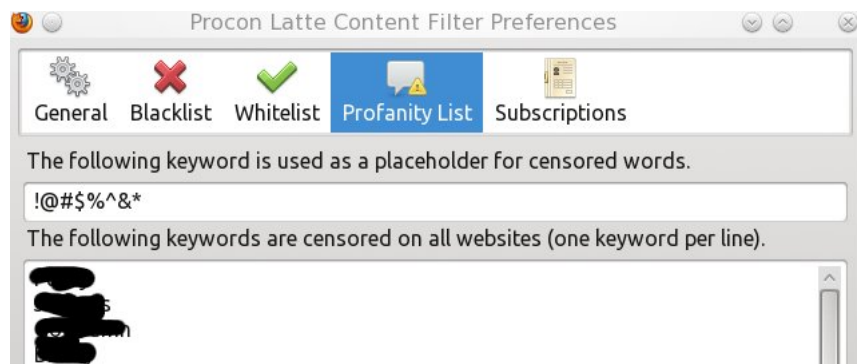 Procon Latte Content Filter Preferences
General Blacklist Whitelist Profanity List Subscriptions
The following keyword is used as a placeholder for censored words.
!@#$%^&*
The following keywords are censored on all websites (one keyword per line).